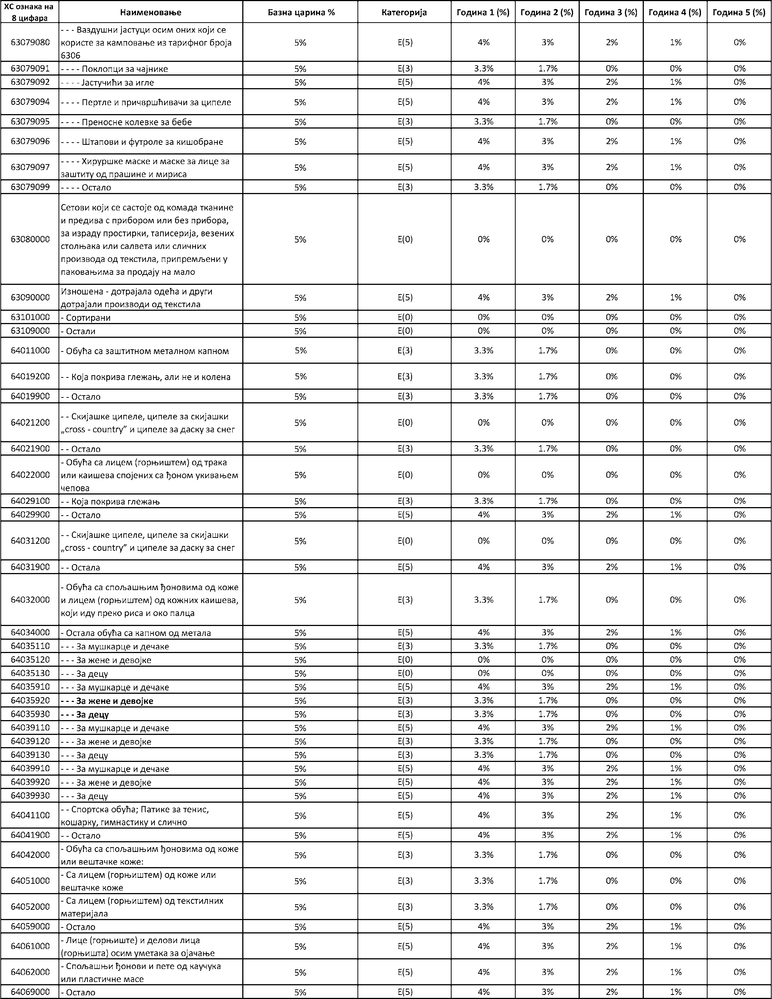 ХС ознака на 8 цифара Наименовање Базна царина % Категорија Година 1 (%) Година 2 (%) Година 3 (%) Година 4 (%) Година 5 (%)
63079080 - - - Ваздушни јастуци осим оних који се користе за камповање из тарифног броја 6306 5% Е(5) 4% 3% 2% 1% 0%
63079091 - - - - Поклопци за чајнике 5% Е(3) 3.3% 1.7% 0% 0% 0%
63079092 - - - - Јастучићи за игле 5% Е(5) 4% 3% 2% 1% 0%
63079094 - - - - Пертле и причвршћивачи за ципеле 5% Е(5) 4% 3% 2% 1% 0%
63079095 - - - - Преносне колевке за бебе 5% Е(3) 3.3% 1.7% 0% 0% 0%
63079096 - - - - Штапови и футроле за кишобране 5% Е(5) 4% 3% 2% 1% 0%
63079097 - - - - Хируршке маске и маске за лице за заштиту од прашине и мириса 5% Е(5) 4% 3% 2% 1% 0%
63079099 - - - - Остало 5% Е(3) 3.3% 1.7% 0% 0% 0%
63080000 Сетови који се састоје од комада тканине и предива с прибором или без прибора, за израду простирки, таписерија, везених столњака или салвета или сличних производа од текстила, припремљени у паковањима за продају на мало 5% Е(0) 0% 0% 0% 0% 0%
63090000 Изношена - дотрајала одећа и други дотрајали производи од текстила 5% Е(5) 4% 3% 2% 1% 0%
63101000 - Сортирани 5% Е(0) 0% 0% 0% 0% 0%
63109000 - Остали 5% Е(0) 0% 0% 0% 0% 0%
64011000 - Обућа са заштитном металном капном 5% Е(3) 3.3% 1.7% 0% 0% 0%
64019200 - - Која покрива глежањ, али не и колена 5% Е(3) 3.3% 1.7% 0% 0% 0%
64019900 - - Остало 5% Е(3) 3.3% 1.7% 0% 0% 0%
64021200 - - Скијашке ципеле, ципеле за скијашки „cross - country” и ципеле за даску за снег 5% Е(0) 0% 0% 0% 0% 0%
64021900 - - Остало 5% Е(3) 3.3% 1.7% 0% 0% 0%
64022000 - Обућа са лицем (горњиштем) од трака или каишева спојених са ђоном укивањем чепова 5% Е(0) 0% 0% 0% 0% 0%
64029100 - - Која покрива глежањ 5% Е(3) 3.3% 1.7% 0% 0% 0%
64029900 - - Остало 5% Е(5) 4% 3% 2% 1% 0%
64031200 - - Скијашке ципеле, ципеле за скијашки „cross - country” и ципеле за даску за снег 5% Е(0) 0% 0% 0% 0% 0%
64031900 - - Остала 5% Е(5) 4% 3% 2% 1% 0%
64032000 - Обућа са спољашњим ђоновима од коже и лицем (горњиштем) од кожних каишева, који иду преко риса и око палца 5% Е(3) 3.3% 1.7% 0% 0% 0%
64034000 - Остала обућа са капном од метала 5% Е(5) 4% 3% 2% 1% 0%
64035110 - - - За мушкарце и дечаке 5% Е(3) 3.3% 1.7% 0% 0% 0%
64035120 - - - За жене и девојке 5% Е(0) 0% 0% 0% 0% 0%
64035130 - - - За децу 5% Е(0) 0% 0% 0% 0% 0%
64035910 - - - За мушкарце и дечаке 5% Е(5) 4% 3% 2% 1% 0%
64035920 - - - За жене и девојке 5% Е(3) 3.3% 1.7% 0% 0% 0%
64035930 - - - За децу 5% Е(3) 3.3% 1.7% 0% 0% 0%
64039110 - - - За мушкарце и дечаке 5% Е(5) 4% 3% 2% 1% 0%
64039120 - - - За жене и девојке 5% Е(3) 3.3% 1.7% 0% 0% 0%
64039130 - - - За децу 5% Е(3) 3.3% 1.7% 0% 0% 0%
64039910 - - - За мушкарце и дечаке 5% Е(5) 4% 3% 2% 1% 0%
64039920 - - - За жене и девојке 5% Е(5) 4% 3% 2% 1% 0%
64039930 - - - За децу 5% Е(5) 4% 3% 2% 1% 0%
64041100 - - Спортска обућа; Патике за тенис, кошарку, гимнастику и слично 5% Е(5) 4% 3% 2% 1% 0%
64041900 - - Остало 5% Е(5) 4% 3% 2% 1% 0%
64042000 - Обућа са спољашњим ђоновима од коже или вештачке коже: 5% Е(3) 3.3% 1.7% 0% 0% 0%
64051000 - Са лицем (горњиштем) од коже или вештачке коже 5% Е(3) 3.3% 1.7% 0% 0% 0%
64052000 - Са лицем (горњиштем) од текстилних материјала 5% Е(3) 3.3% 1.7% 0% 0% 0%
64059000 - Остало 5% Е(5) 4% 3% 2% 1% 0%
64061000 - Лице (горњиште) и делови лица (горњишта) осим уметака за ојачање 5% Е(5) 4% 3% 2% 1% 0%
64062000 - Спољашњи ђонови и пете од каучука или пластичне масе 5% Е(5) 4% 3% 2% 1% 0%
64069000 - Остало 5% Е(5) 4% 3% 2% 1% 0%